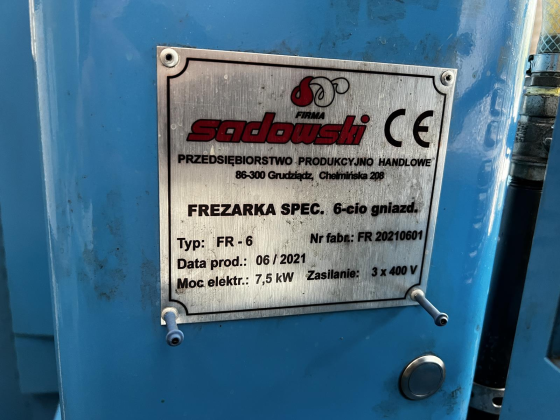 FIRMA
sadowski CE
PRZEDSIĘBIORSTWO PRODUKCYJNO HANDLOWE
86-300 Grudziądz, Chełmińska 208
FREZARKA SPEC. 6-cio gniazd.
Typ: FR - 6 Nr fabr.: FR 20210601
Data prod.: 06 / 2021
Moc elektr.: 7,5 kW Zasilanie: 3 x 400 V